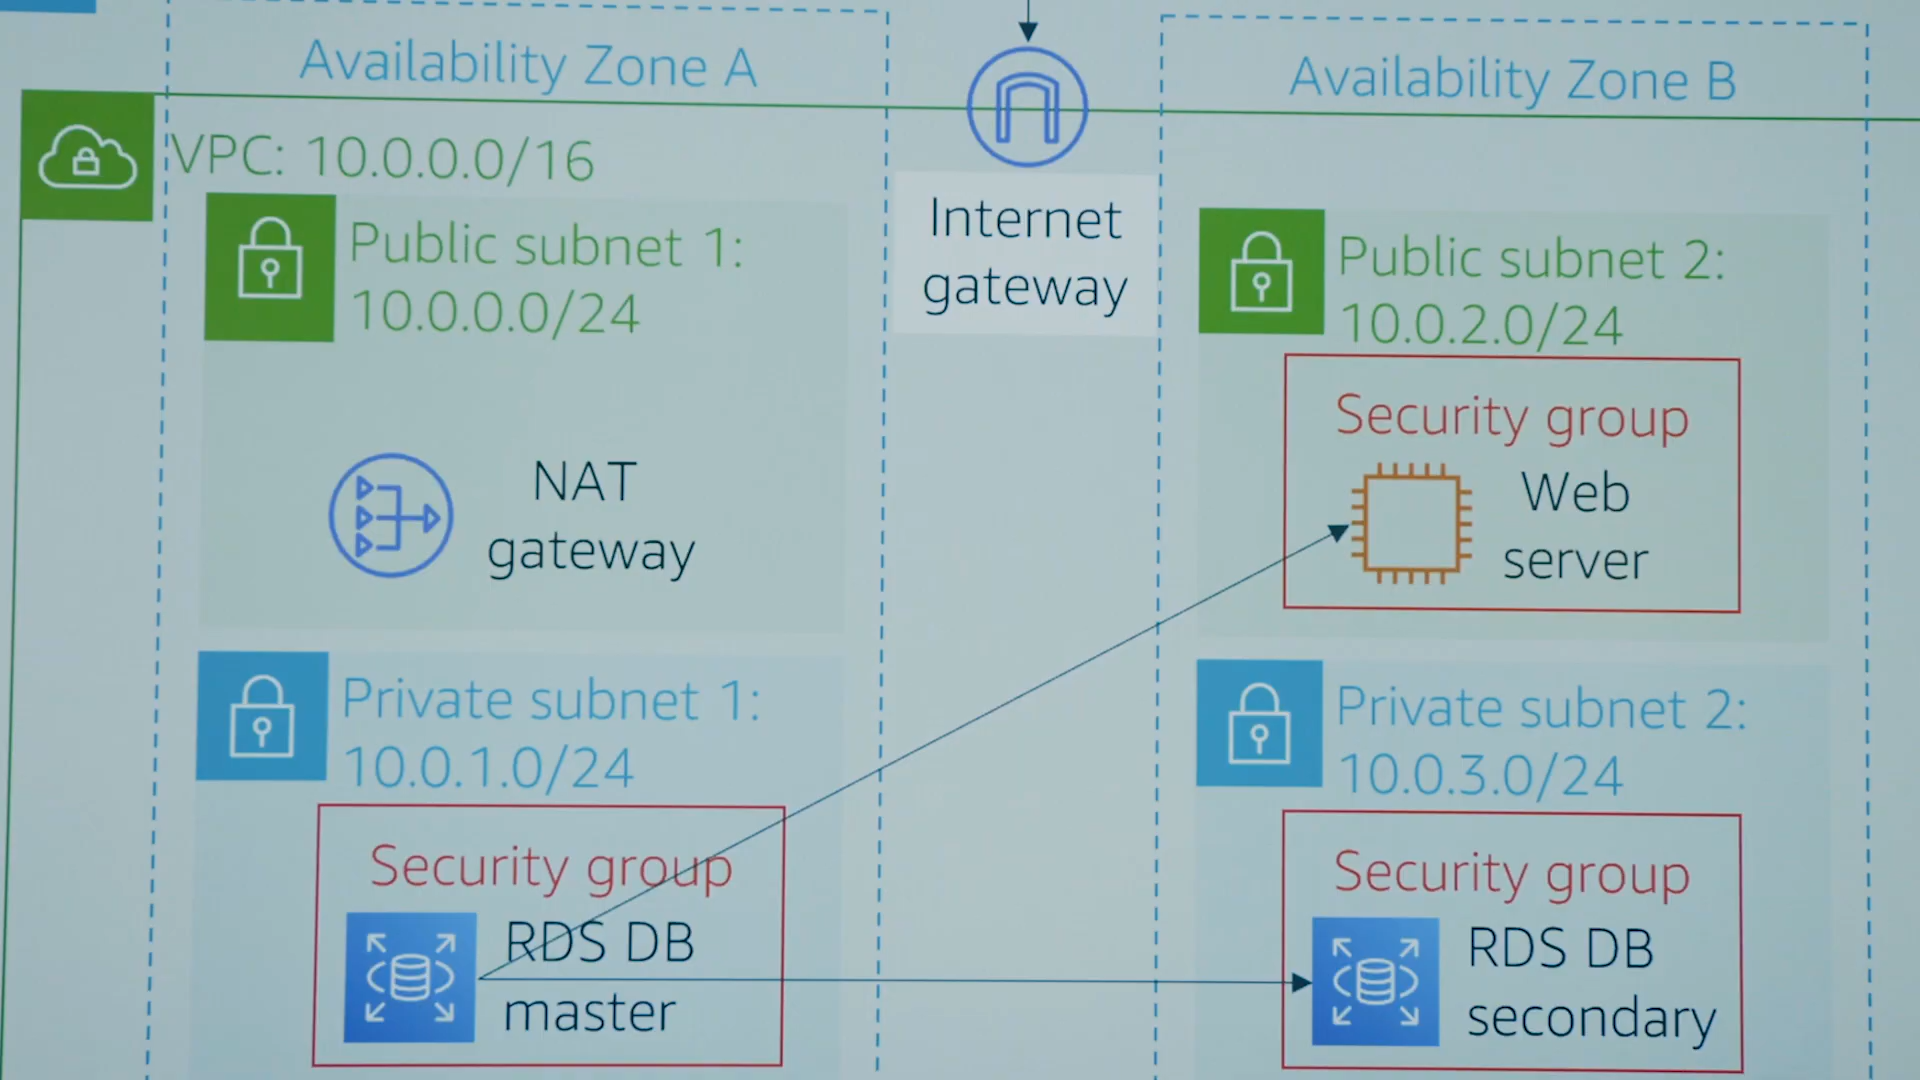 Availability Zone A
Availability Zone B
VPC: 10.0.0.0/16
Internet
gateway
Public subnet 1:
10.0.0.0/24
Public subnet 2:
10.0.2.0/24
NAT
gateway
Security group
Web
server
Private subnet 1:
10.0.1.0/24
Private subnet 2:
10.0.3.0/24
Security group
RDS DB
master
Security group
RDS DB
secondary